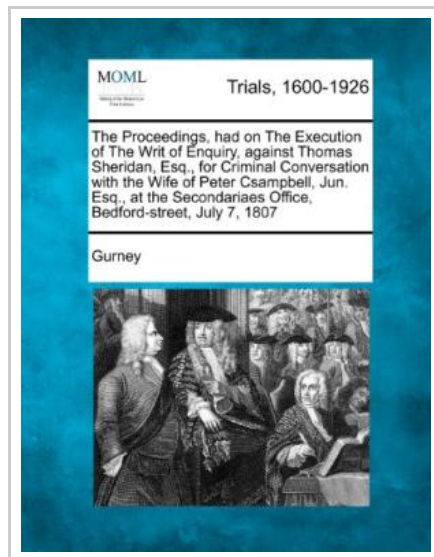 MOML
Trials, 1600-1926
The Proceedings, had on The Execution
of The Writ of Enquiry, against Thomas
Sheridan, Esq., for Criminal Conversation
with the Wife of Peter Csampbell, Jun.
Esq., at the Secondariaes Office,
Bedford-street, July 7, 1807
Gurney